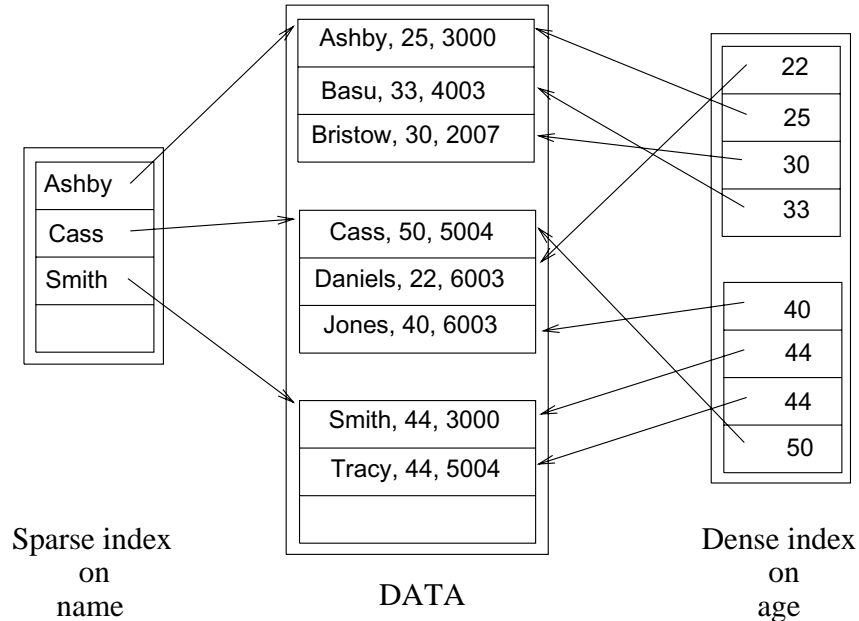 Ashby
Cass
Smith
Sparse index
on
name
Ashby, 25, 3000
Basu, 33, 4003
Bristow, 30, 2007
Cass, 50, 5004
Daniels, 22, 6003
Jones, 40, 6003
Smith, 44, 3000
Tracy, 44, 5004
DATA
22
25
30
33
40
44
44
50
Dense index
on
age